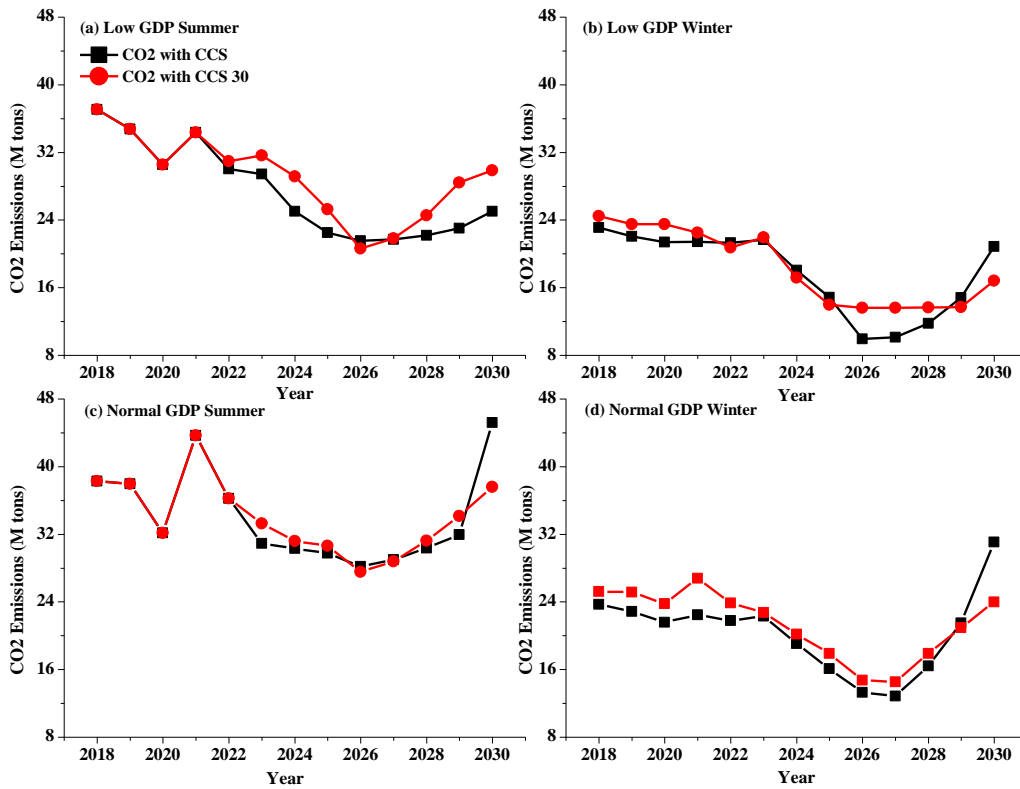 (a) Low GDP Summer
CO2 with CCS
CO2 with CCS 30
CO2 Emissions (M tons)
48
40
32
24
16
8
2018 2020 2022 2024 2026 2028 2030
Year
(b) Low GDP Winter
CO2 Emissions (M tons)
48
40
32
24
16
8
2018 2020 2022 2024 2026 2028 2030
Year
(c) Normal GDP Summer
CO2 Emissions (M tons)
48
40
32
24
16
8
2018 2020 2022 2024 2026 2028 2030
Year
(d) Normal GDP Winter
CO2 Emissions (M tons)
48
40
32
24
16
8
2018 2020 2022 2024 2026 2028 2030
Year